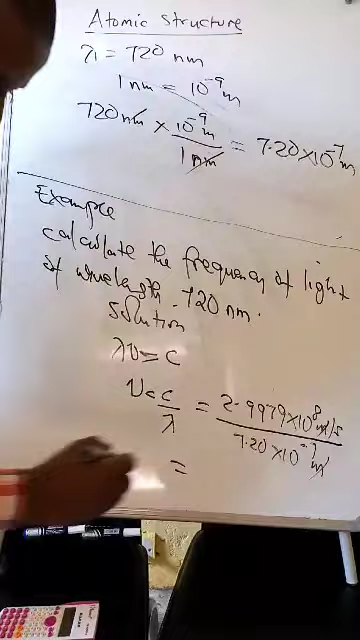 Atomic Structure
λ = 720 nm
1 nm = 10⁻⁹ m
720 nm × 10⁻⁹ m / 1 nm = 7.20 × 10⁻⁷ m
Example
Calculate the frequency of light
of wavelength 720 nm.
Solution
λυ = c
υ = c/λ = 2.9979 × 10⁸ m/s / 7.20 × 10⁻⁷ m
=